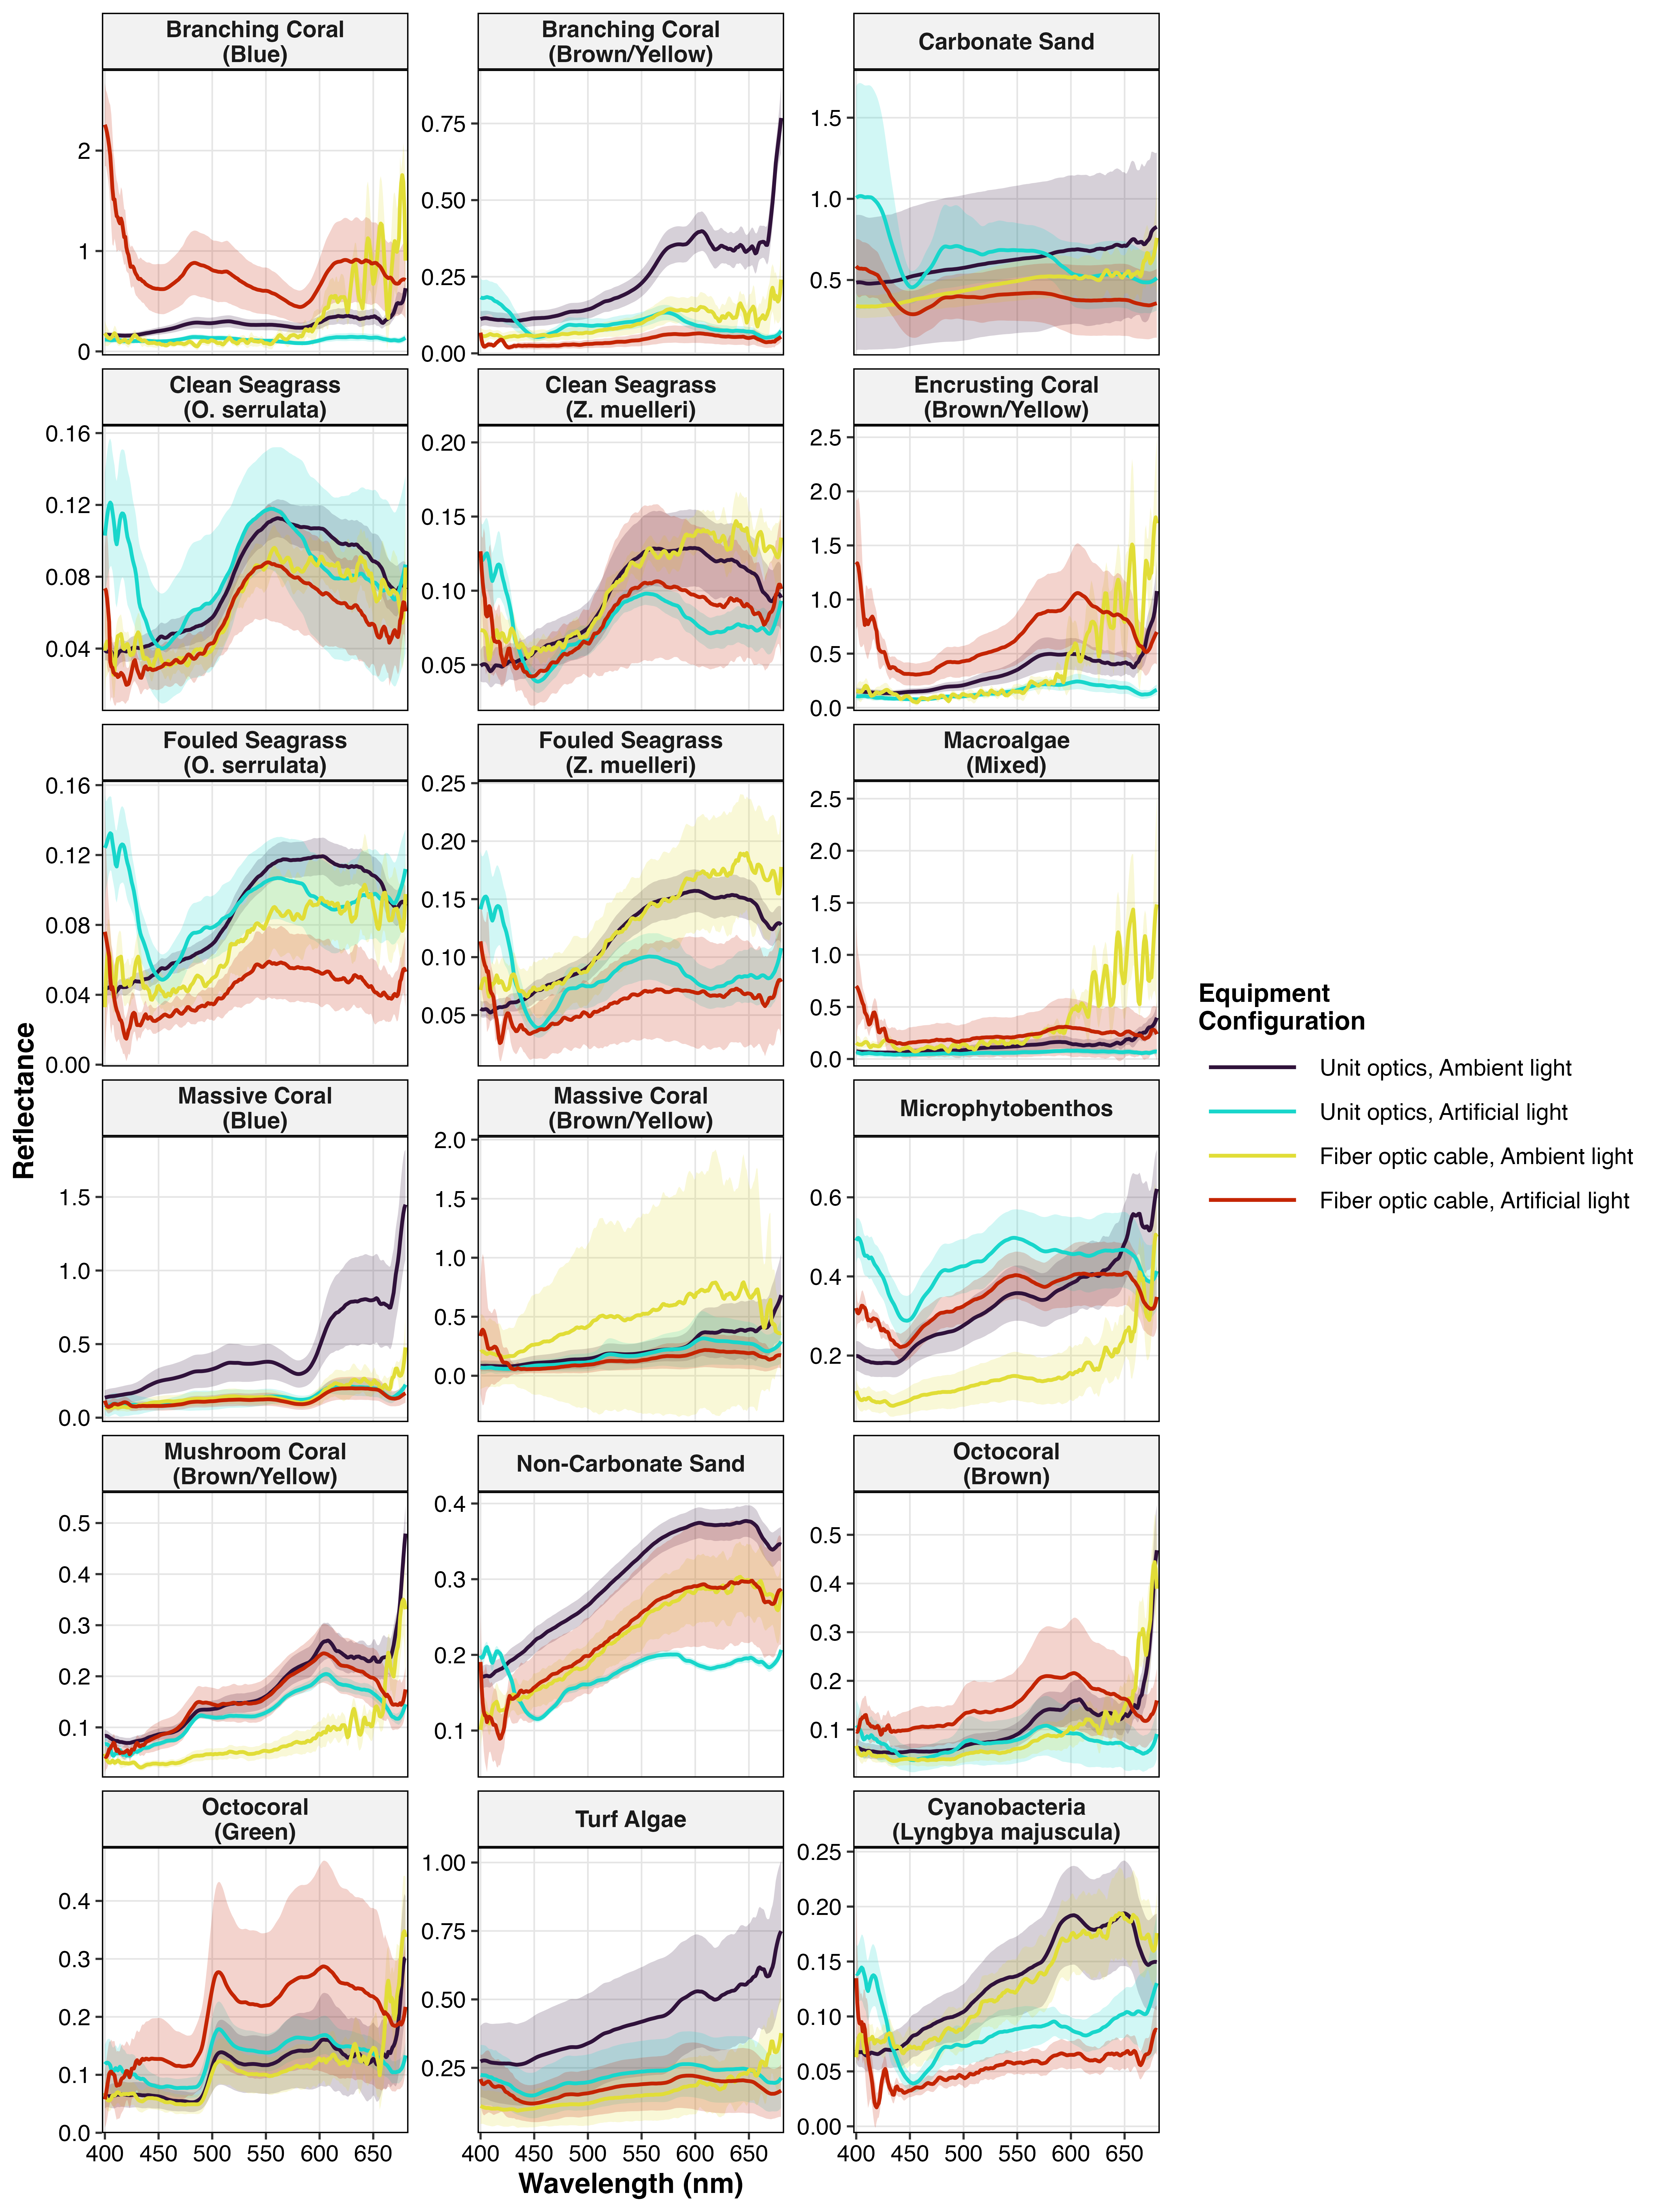 Branching Coral
(Blue)
Branching Coral
(Brown/Yellow)
Carbonate Sand
2
1
0
0.75
0.50
0.25
0.00
1.5
1.0
0.5
Clean Seagrass
(O. serrulata)
Clean Seagrass
(Z. muelleri)
Encrusting Coral
(Brown/Yellow)
0.16
0.12
0.08
0.04
0.20
0.15
0.10
0.05
2.5
2.0
1.5
1.0
0.5
0.0
Fouled Seagrass
(O. serrulata)
Fouled Seagrass
(Z. muelleri)
Macroalgae
(Mixed)
0.16
0.12
0.08
0.04
0.00
0.25
0.20
0.15
0.10
0.05
2.5
2.0
1.5
1.0
0.5
0.0
Massive Coral
(Blue)
Massive Coral
(Brown/Yellow)
Microphytobenthos
1.5
1.0
0.5
0.0
2.0
1.5
1.0
0.5
0.0
0.6
0.4
0.2
Mushroom Coral
(Brown/Yellow)
Non-Carbonate Sand
Octocoral
(Brown)
0.5
0.4
0.3
0.2
0.1
0.4
0.3
0.2
0.1
0.5
0.4
0.3
0.2
0.1
Octocoral
(Green)
Turf Algae
Cyanobacteria
(Lyngbya majuscula)
0.4
0.3
0.2
0.1
0.0
1.00
0.75
0.50
0.25
0.25
0.20
0.15
0.10
0.05
0.00
400 450 500 550 600 650
400 450 500 550 600 650
400 450 500 550 600 650
Wavelength (nm)
Reflectance
Equipment
Configuration
Unit optics, Ambient light
Unit optics, Artificial light
Fiber optic cable, Ambient light
Fiber optic cable, Artificial light